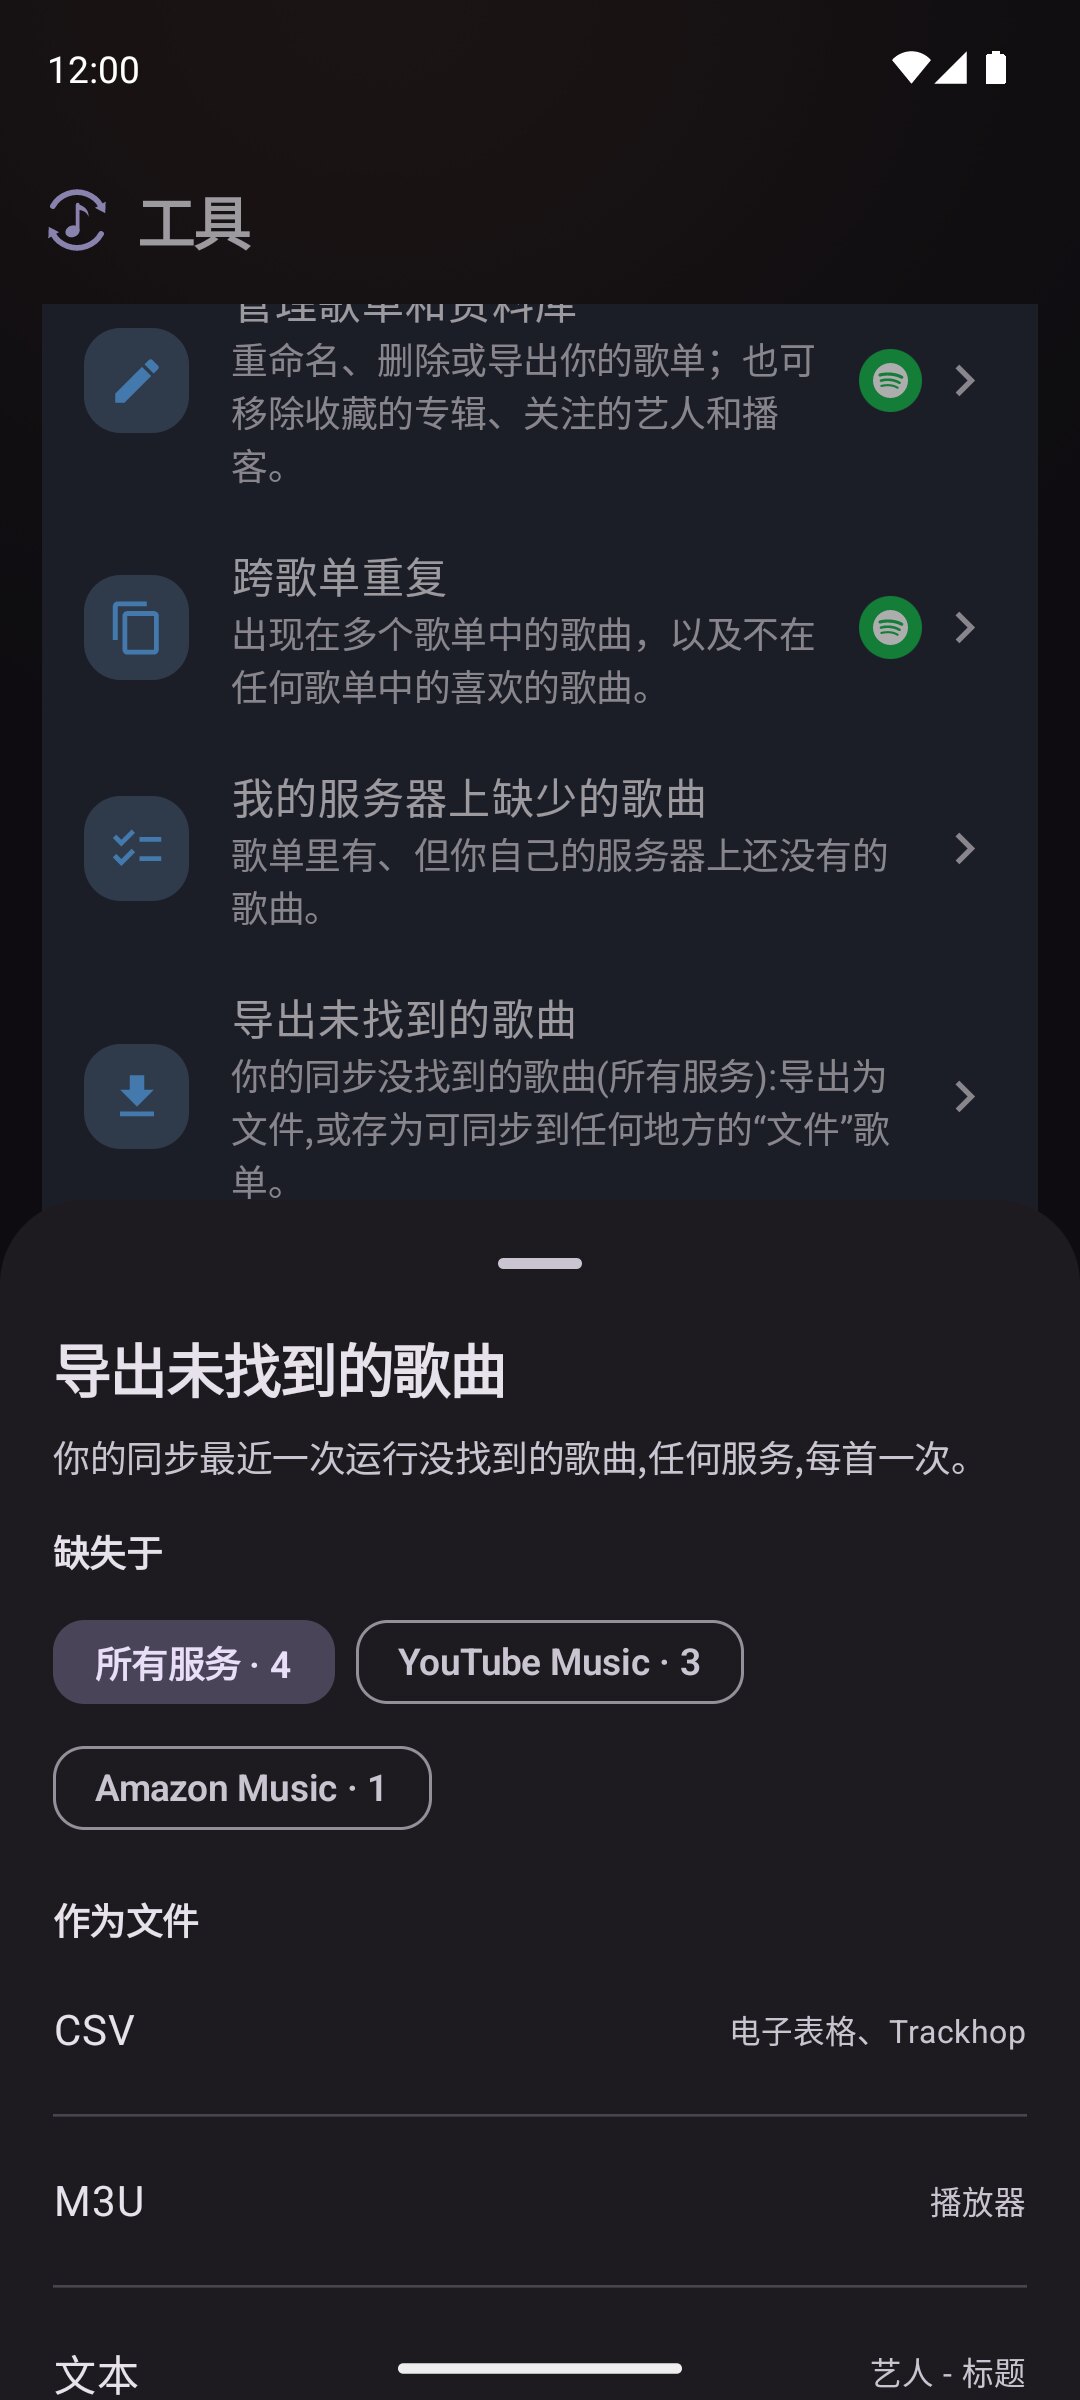 12:00
工具
管理歌单和资料库
重命名、删除或导出你的歌单；也可
移除收藏的专辑、关注的艺人和播
客。
跨歌单重复
出现在多个歌单中的歌曲，以及不在
任何歌单中的喜欢的歌曲。
我的服务器上缺少的歌曲
歌单里有、但你自己的服务器上还没有的
歌曲。
导出未找到的歌曲
你的同步没找到的歌曲(所有服务):导出为
文件,或存为可同步到任何地方的“文件”歌
单。
导出未找到的歌曲
你的同步最近一次运行没找到的歌曲,任何服务,每首一次。
缺失于
所有服务 · 4
YouTube Music · 3
Amazon Music · 1
作为文件
CSV
电子表格、Trackhop
M3U
播放器
文本
艺人 - 标题